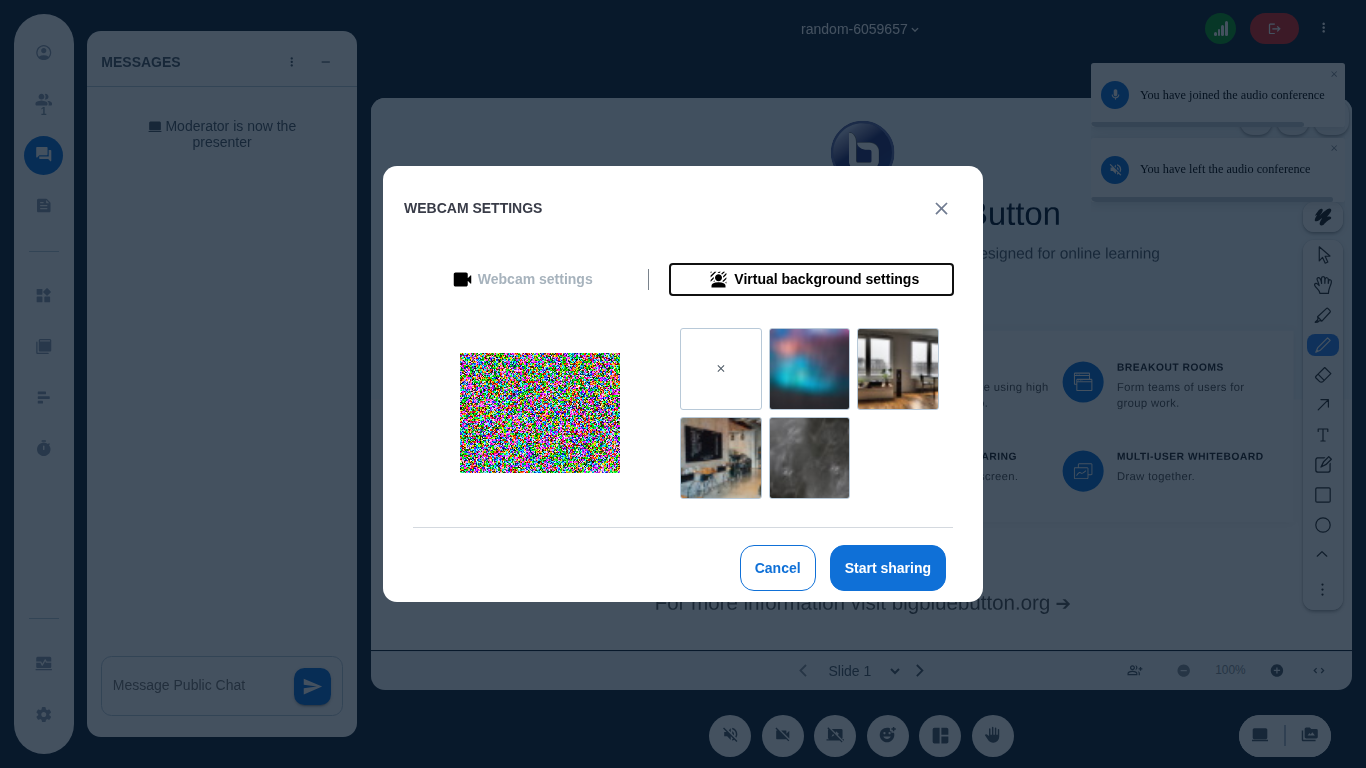 random-6059657
MESSAGES
1
Moderator is now the
presenter
Message Public Chat
You have joined the audio conference
You have left the audio conference
WEBCAM SETTINGS
Webcam settings
Virtual background settings
Cancel
Start sharing
Button
esigned for online learning
e using high
BREAKOUT ROOMS
Form teams of users for
group work.
ARING
screen.
MULTI-USER WHITEBOARD
Draw together.
For more information visit bigbluebutton.org →
Slide 1
100%